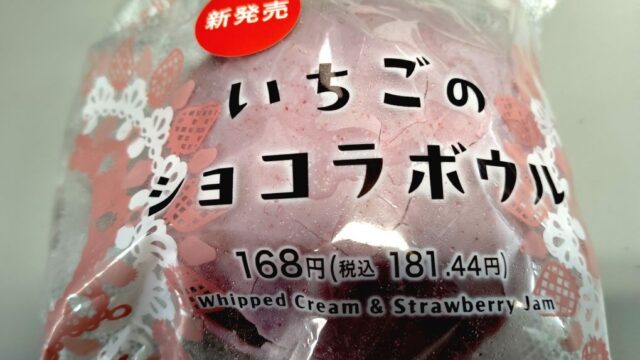 新発売
いちごの
ショコラボウル
168円(税込 181.44円)
Whipped Cream & Strawberry Jam